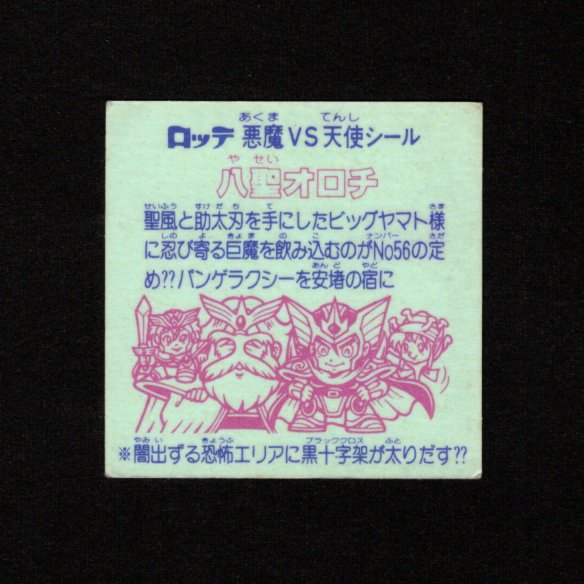 ロッテ 悪魔VS天使シール
八聖オロチ
聖風と助太刃を手にしたビッグヤマト様
に忍び寄る巨魔を飲み込むのがNo56の定
め??バンゲラクシーを安堵の宿に
※闇出ずる恐怖エリアに黒十字架が太りだす??